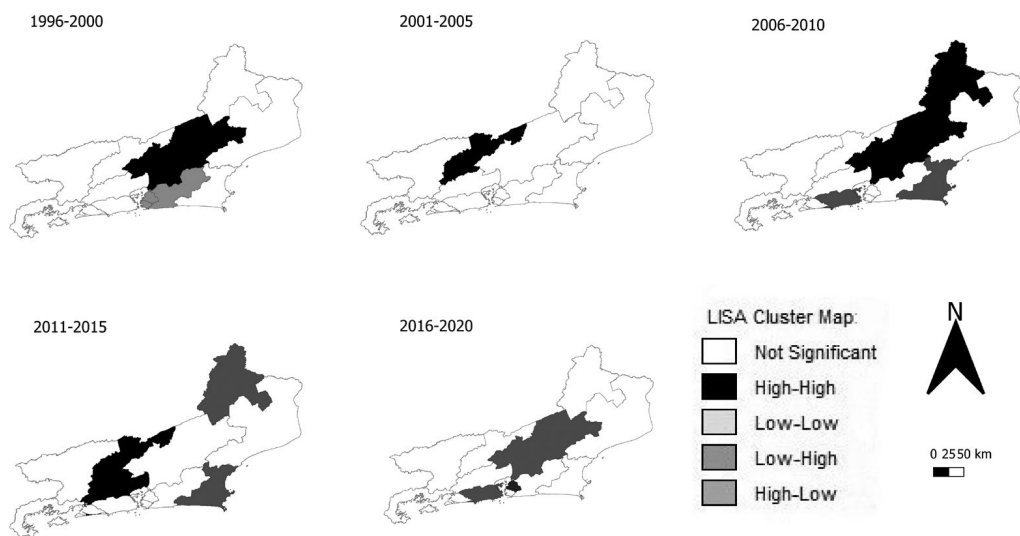 1996-2000
2001-2005
2006-2010
2011-2015
2016-2020
LISA Cluster Map:
Not Significant
High-High
Low-Low
Low-High
High-Low
N
0 2550 km